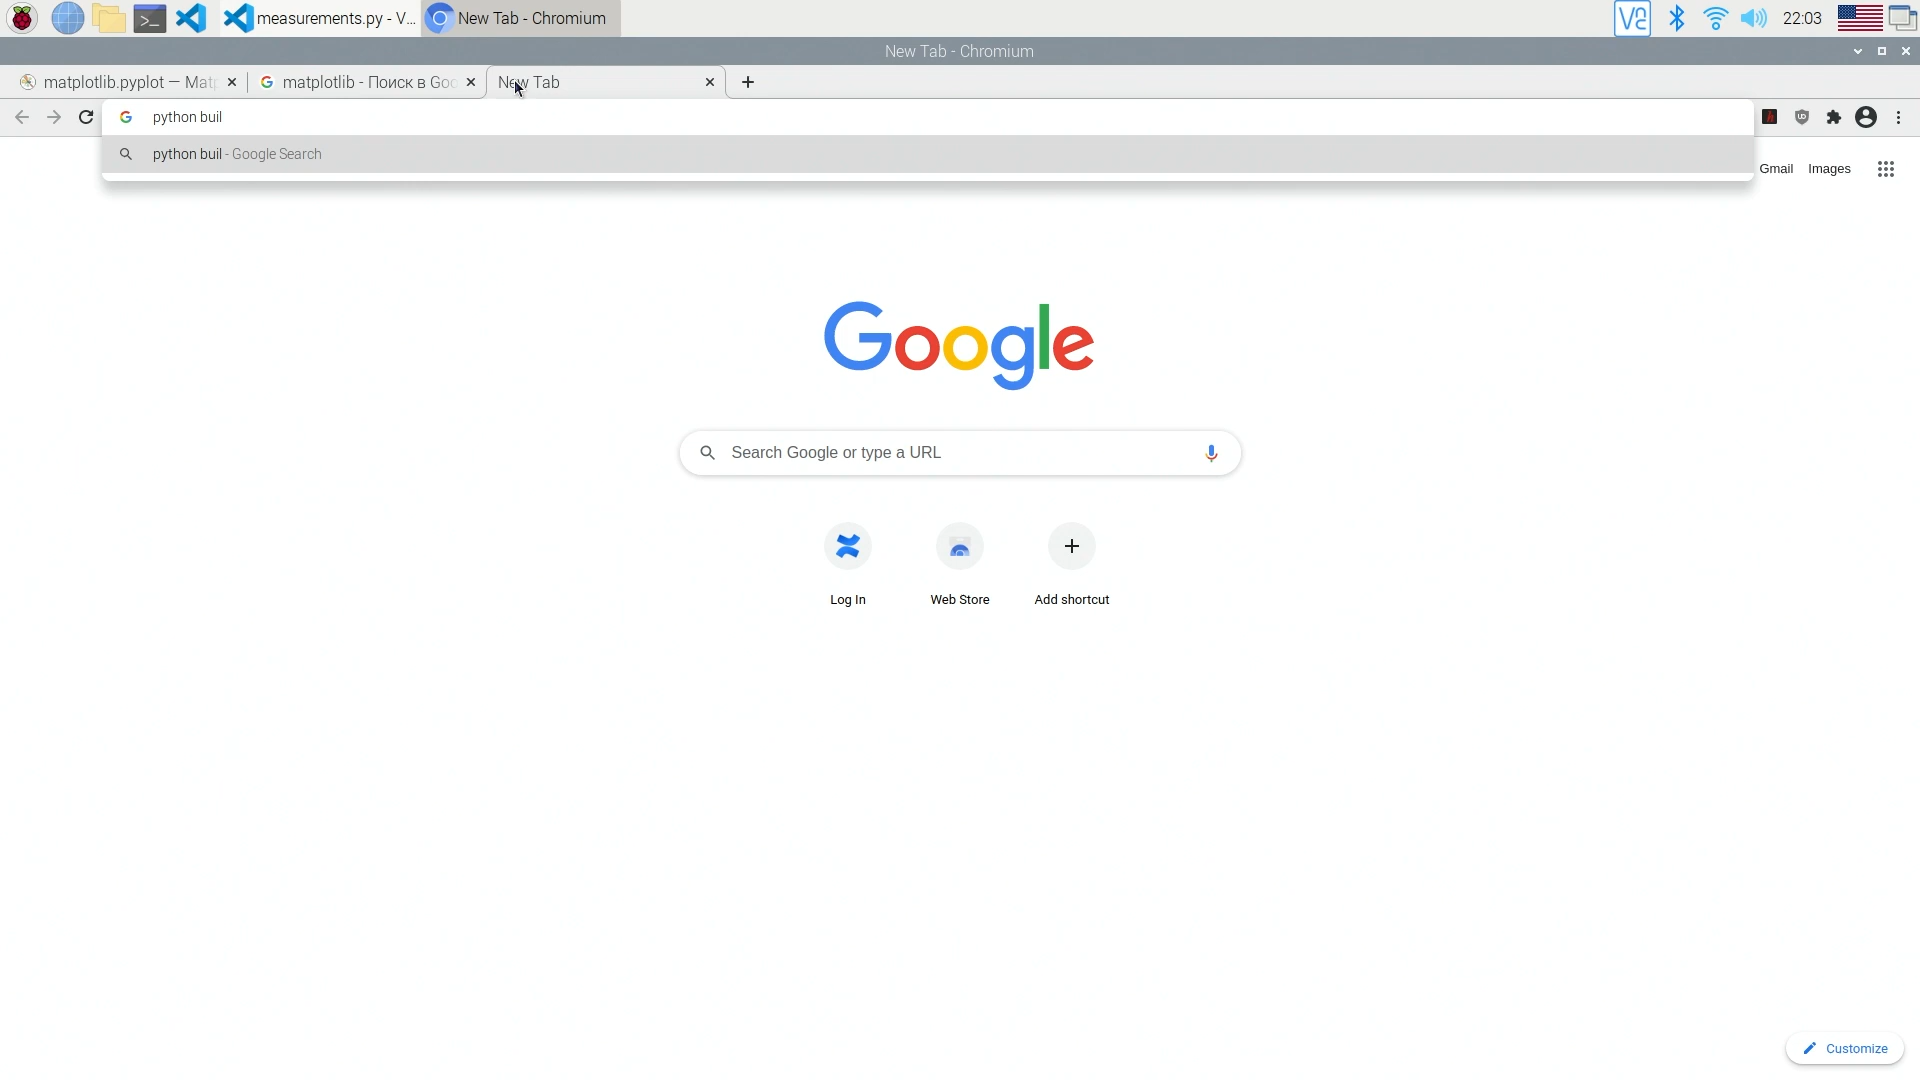 measurements.py - V...
New Tab - Chromium
22:03
New Tab - Chromium
matplotlib.pyplot — Mat
matplotlib - Поиск в Goo
New Tab
python buil
python buil - Google Search
Gmail
Images
Google
Search Google or type a URL
Log In
Web Store
Add shortcut
Customize